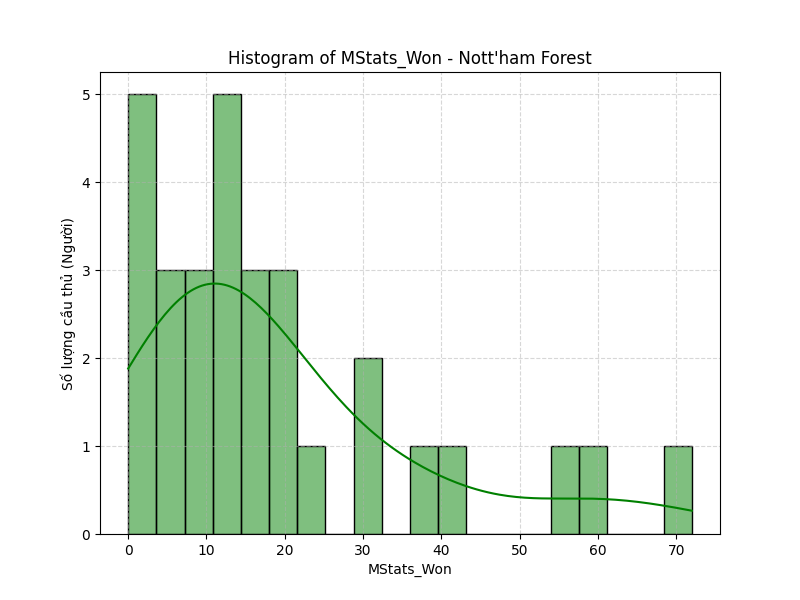 Histogram of MStats_Won - Nott'ham Forest
Số lượng cầu thủ (Người)
5
4
3
2
1
0
0 10 20 30 40 50 60 70
MStats_Won